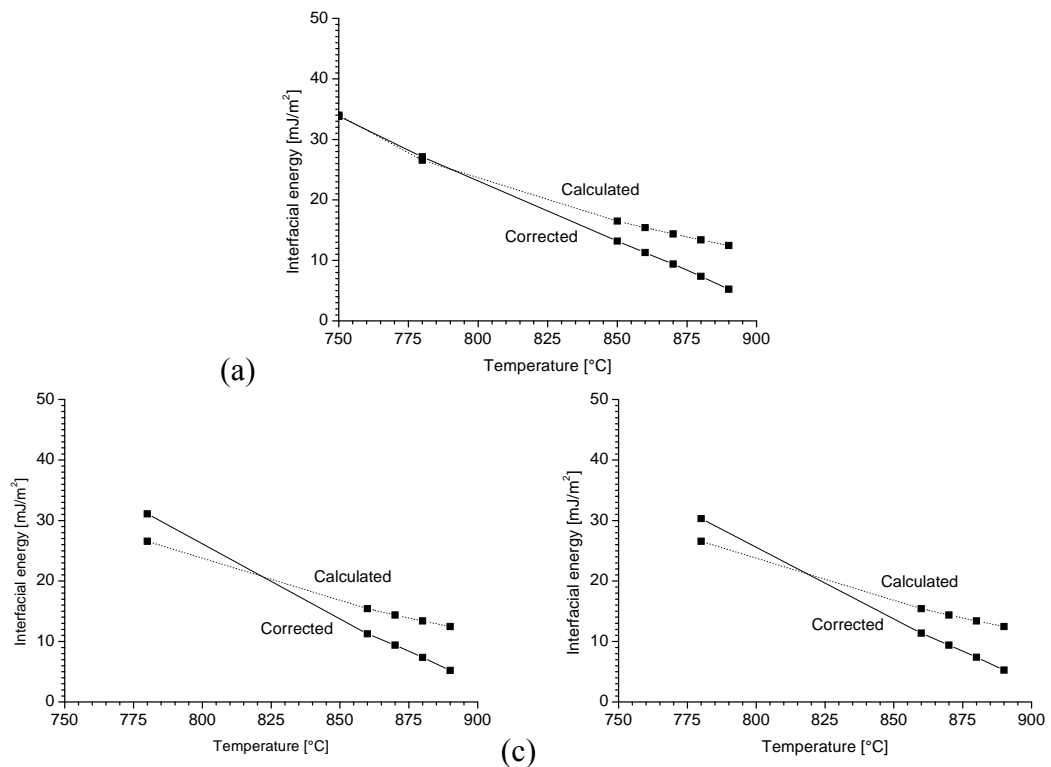 50
40
30
20
10
0
Interfacial energy [mJ/m²]
Calculated
Corrected
750 775 800 825 850 875 900
Temperature [°C]
(a)
50
40
30
20
10
0
Interfacial energy [mJ/m²]
Calculated
Corrected
750 775 800 825 850 875 900
Temperature [°C]
(c)
50
40
30
20
10
0
Interfacial energy [mJ/m²]
Calculated
Corrected
750 775 800 825 850 875 900
Temperature [°C]